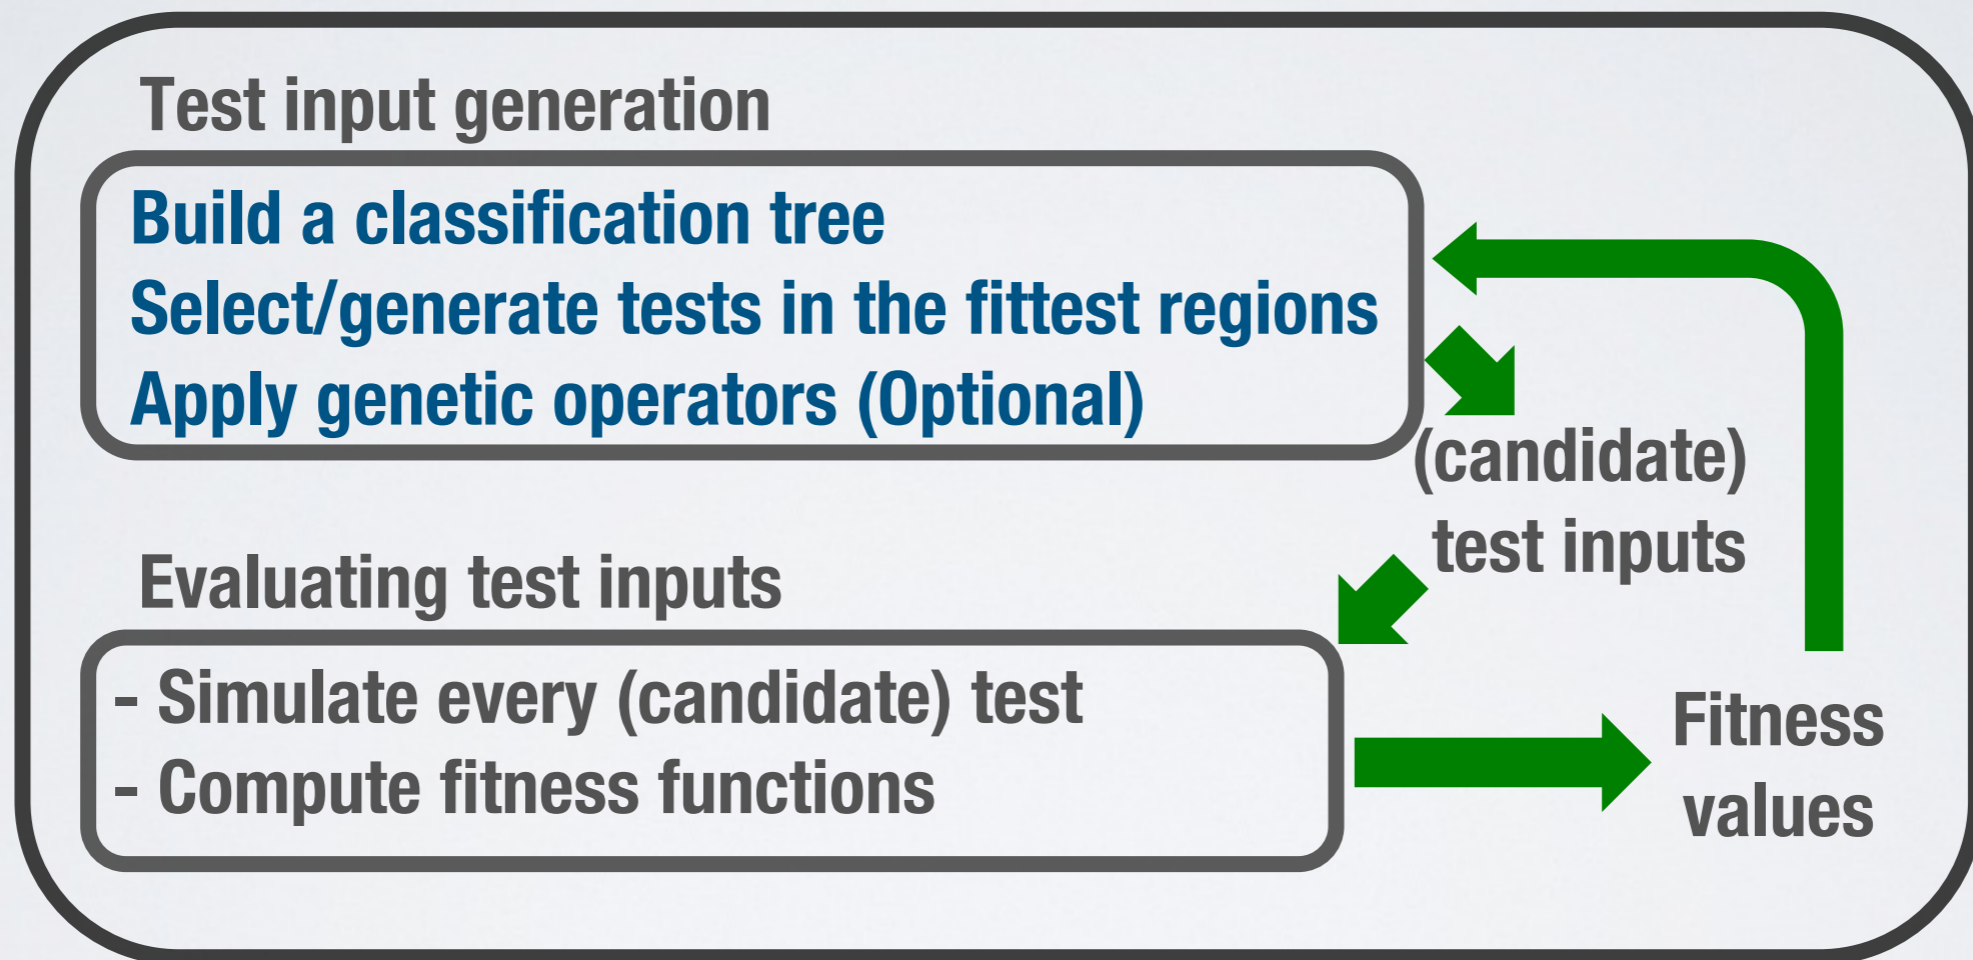 Test input generation
Build a classification tree
Select/generate tests in the fittest regions
Apply genetic operators (Optional)
(candidate)
test inputs
Evaluating test inputs
- Simulate every (candidate) test
- Compute fitness functions
Fitness
values